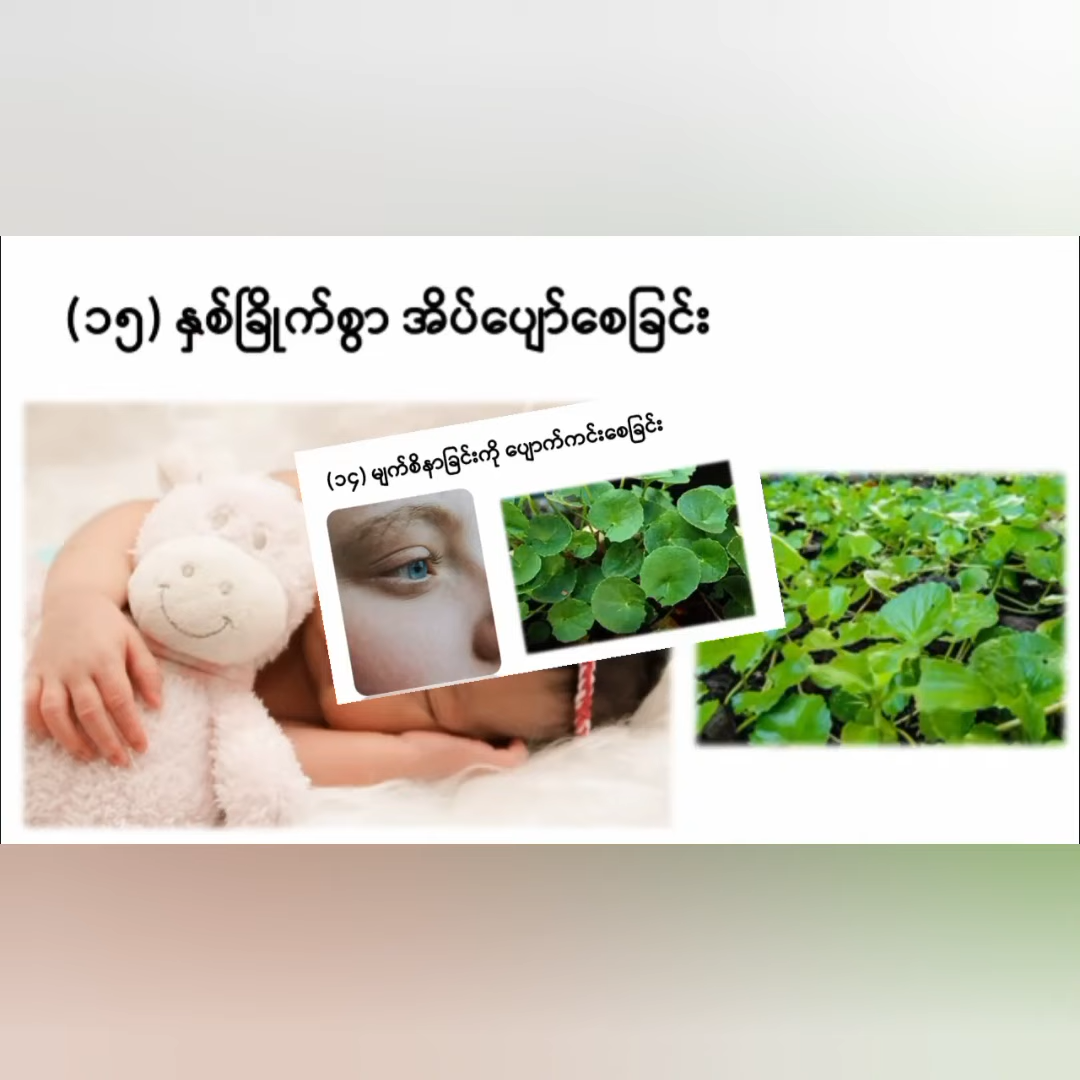 (၁၅) နှစ်ခြိုက်စွာ အိပ်ပျော်စေခြင်း
(၁၄) မျက်စိနာခြင်းကို ပျောက်ကင်းစေခြင်း